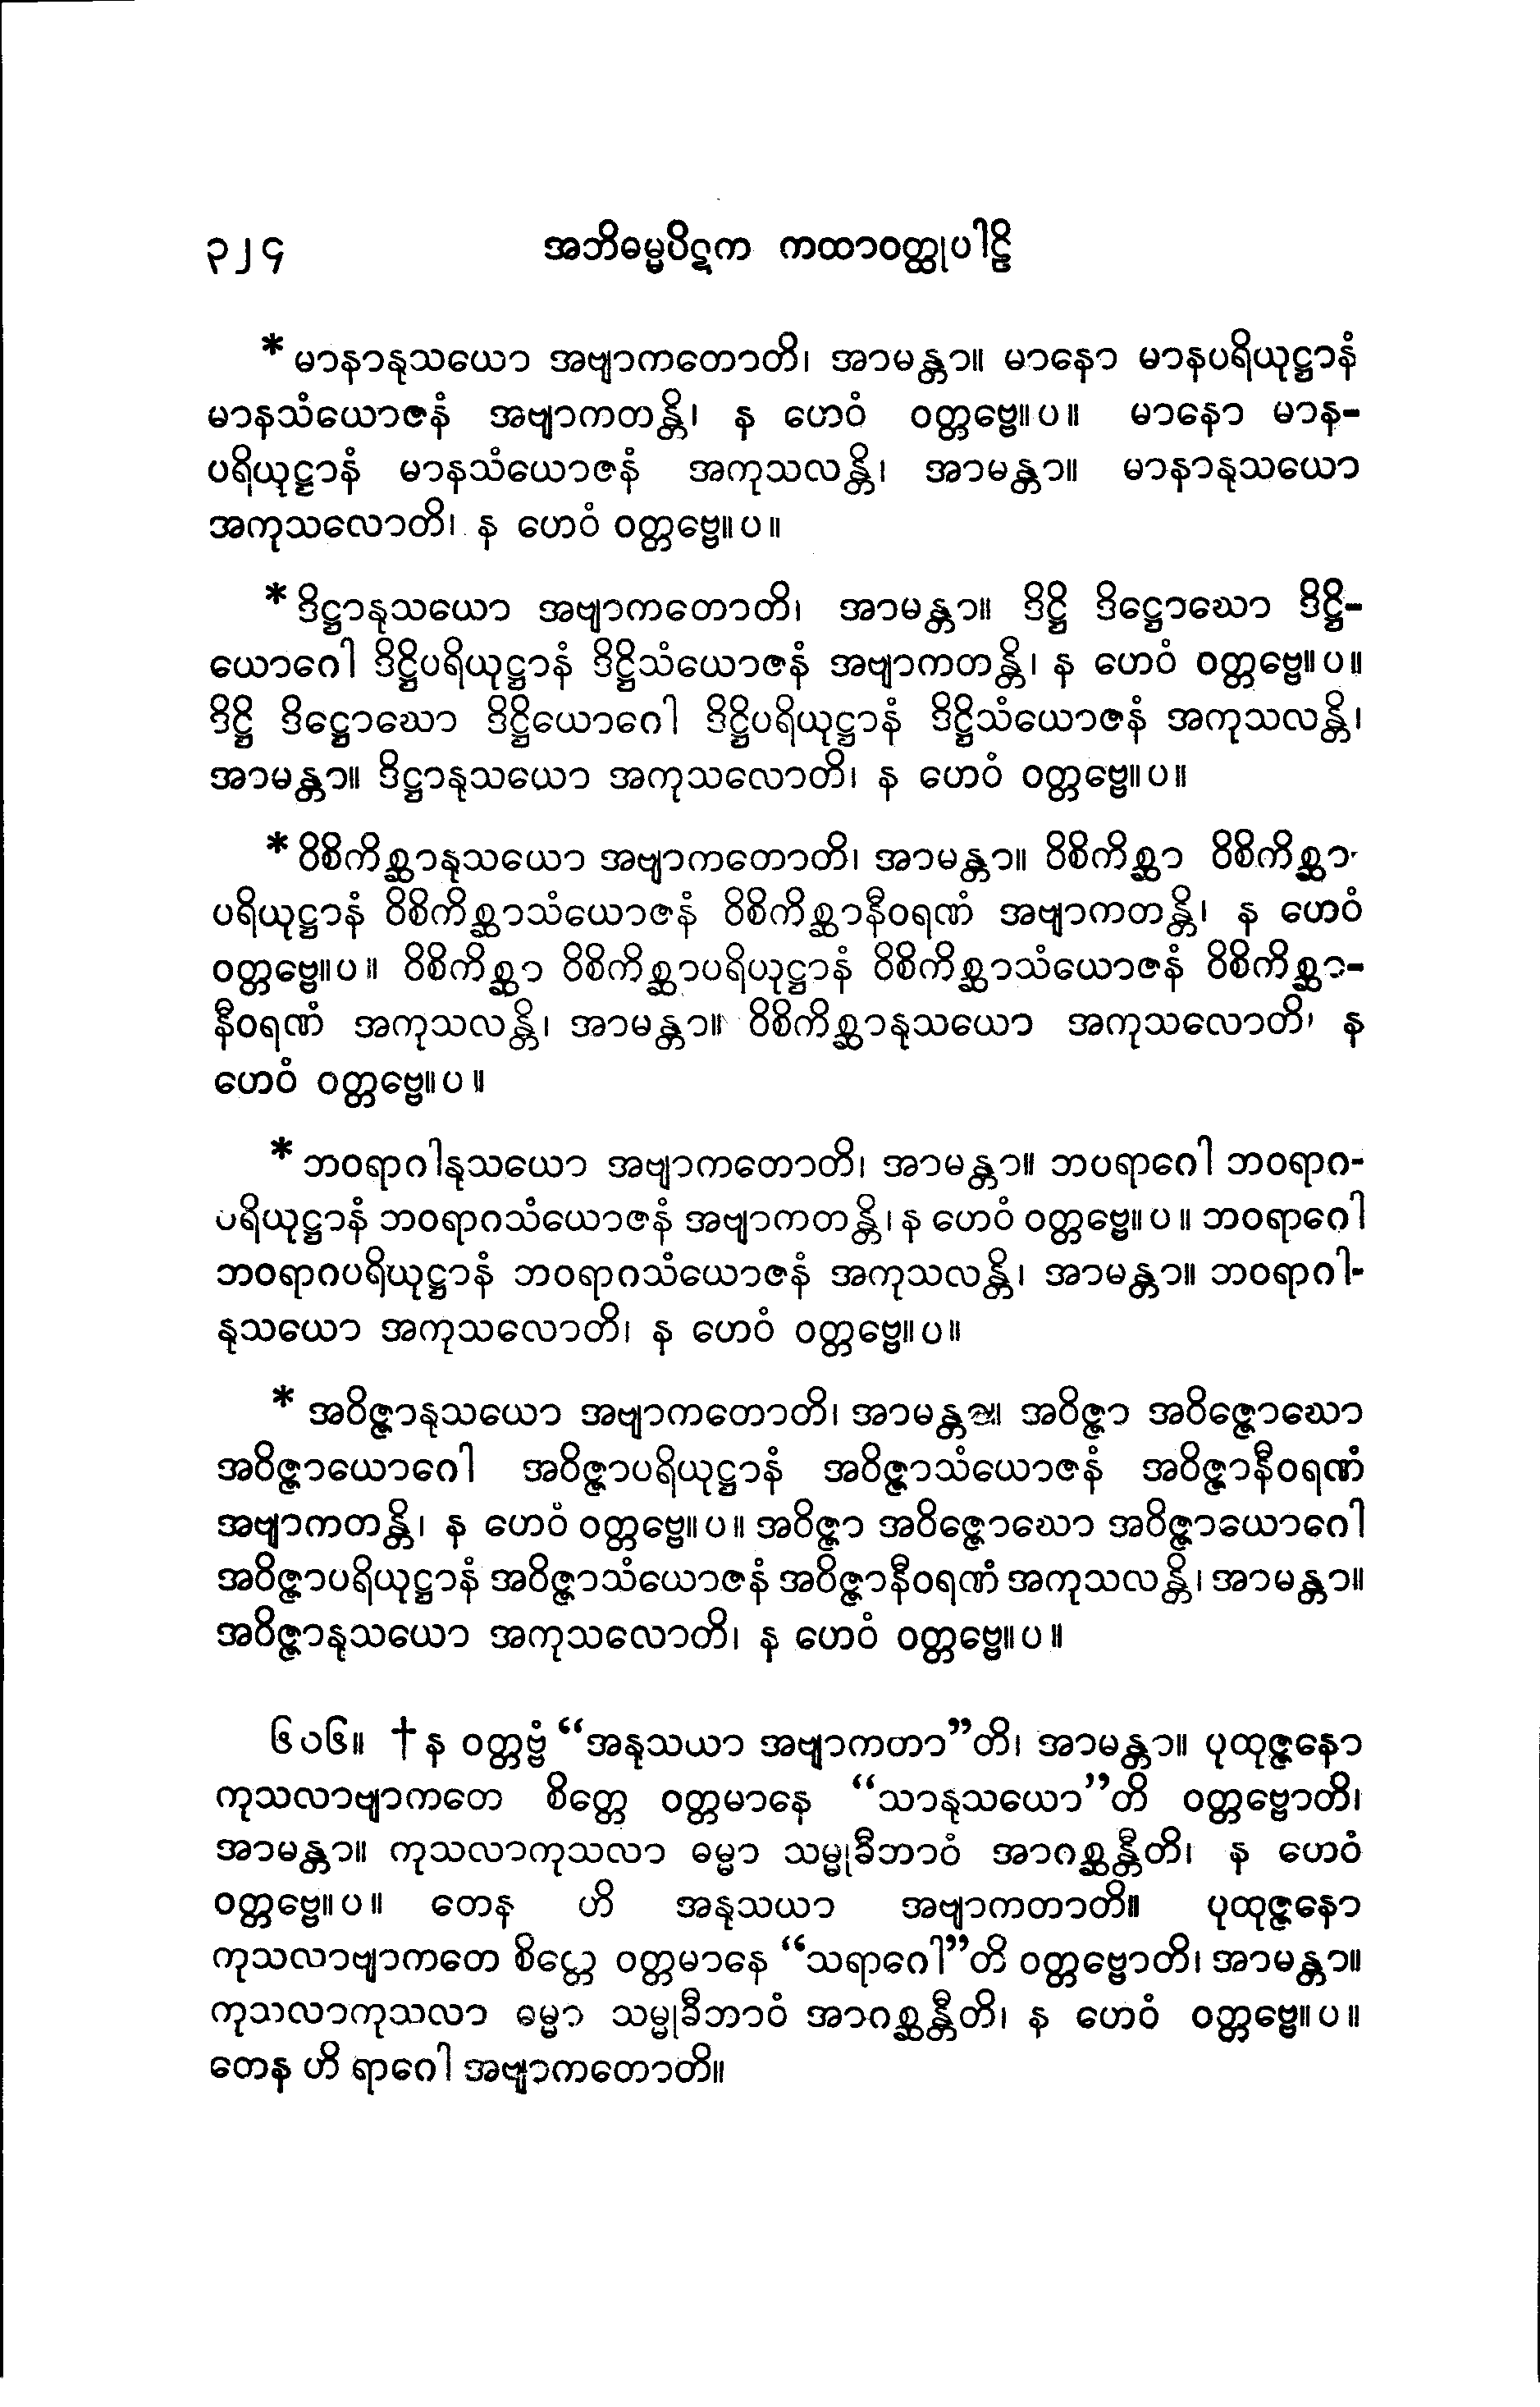 ၃၂၄ အဘိဓမ္မပိဋက ကထာဝတ္ထုပါဠိ
* မာနာနုသယော အဗျာကတောတိ၊ အာမန္တာ။ မာနော မာနပရိယုဋ္ဌာနံ
မာနသံယောဇနံ အဗျာကတန္တိ၊ န ဟေဝံ ဝတ္တဗ္ဗေ။ပ။ မာနော မာန-
ပရိယုဋ္ဌာနံ မာနသံယောဇနံ အကုသလန္တိ၊ အာမန္တာ။ မာနာနုသယော
အကုသလောတိ၊ န ဟေဝံ ဝတ္တဗ္ဗေ။ပ။
* ဒိဋ္ဌာနုသယော အဗျာကတောတိ၊ အာမန္တာ။ ဒိဋ္ဌိ ဒိဋ္ဌောဃော ဒိဋ္ဌိ-
ယောဂေါ ဒိဋ္ဌိပရိယုဋ္ဌာနံ ဒိဋ္ဌိသံယောဇနံ အဗျာကတန္တိ၊ န ဟေဝံ ဝတ္တဗ္ဗေ။ပ။
ဒိဋ္ဌိ ဒိဋ္ဌောဃော ဒိဋ္ဌိယောဂေါ ဒိဋ္ဌိပရိယုဋ္ဌာနံ ဒိဋ္ဌိသံယောဇနံ အကုသလန္တိ၊
အာမန္တာ။ ဒိဋ္ဌာနုသယော အကုသလောတိ၊ န ဟေဝံ ဝတ္တဗ္ဗေ။ပ။
* ဝိစိကိစ္ဆာနုသယော အဗျာကတောတိ၊ အာမန္တာ။ ဝိစိကိစ္ဆာ ဝိစိကိစ္ဆာ-
ပရိယုဋ္ဌာနံ ဝိစိကိစ္ဆာသံယောဇနံ ဝိစိကိစ္ဆာနီဝရဏံ အဗျာကတန္တိ၊ န ဟေဝံ
ဝတ္တဗ္ဗေ။ပ။ ဝိစိကိစ္ဆာ ဝိစိကိစ္ဆာပရိယုဋ္ဌာနံ ဝိစိကိစ္ဆာသံယောဇနံ ဝိစိကိစ္ဆာ-
နီဝရဏံ အကုသလန္တိ၊ အာမန္တာ။ ဝိစိကိစ္ဆာနုသယော အကုသလောတိ၊ န
ဟေဝံ ဝတ္တဗ္ဗေ။ပ။
* ဘဝရာဂါနုသယော အဗျာကတောတိ၊ အာမန္တာ။ ဘဝရာဂေါ ဘဝရာဂ-
ပရိယုဋ္ဌာနံ ဘဝရာဂသံယောဇနံ အဗျာကတန္တိ၊ န ဟေဝံ ဝတ္တဗ္ဗေ။ပ။ ဘဝရာဂေါ
ဘဝရာဂပရိယုဋ္ဌာနံ ဘဝရာဂသံယောဇနံ အကုသလန္တိ၊ အာမန္တာ။ ဘဝရာဂါ-
နုသယော အကုသလောတိ၊ န ဟေဝံ ဝတ္တဗ္ဗေ။ပ။
* အဝိဇ္ဇာနုသယော အဗျာကတောတိ၊ အာမန္တာ။ အဝိဇ္ဇာ အဝိဇ္ဇောဃော
အဝိဇ္ဇာယောဂေါ အဝိဇ္ဇာပရိယုဋ္ဌာနံ အဝိဇ္ဇာသံယောဇနံ အဝိဇ္ဇာနီဝရဏံ
အဗျာကတန္တိ၊ န ဟေဝံ ဝတ္တဗ္ဗေ။ပ။ အဝိဇ္ဇာ အဝိဇ္ဇောဃော အဝိဇ္ဇာယောဂေါ
အဝိဇ္ဇာပရိယုဋ္ဌာနံ အဝိဇ္ဇာသံယောဇနံ အဝိဇ္ဇာနီဝရဏံ အကုသလန္တိ၊ အာမန္တာ။
အဝိဇ္ဇာနုသယော အကုသလောတိ၊ န ဟေဝံ ဝတ္တဗ္ဗေ။ပ။
၆၀၆။ † န ဝတ္တဗ္ဗံ “အနုသယာ အဗျာကတာ”တိ၊ အာမန္တာ။ ပုထုဇ္ဇနော
ကုသလာဗျာကတေ စိတ္တေ ဝတ္တမာနေ “သာနုသယော”တိ ဝတ္တဗ္ဗောတိ၊
အာမန္တာ။ ကုသလာကုသလာ ဓမ္မာ သမ္မုခီဘာဝံ အာဂစ္ဆန္တီတိ၊ န ဟေဝံ
ဝတ္တဗ္ဗေ။ပ။ တေန ဟိ အနုသယာ အဗျာကတာတိ။ ပုထုဇ္ဇနော
ကုသလာဗျာကတေ စိတ္တေ ဝတ္တမာနေ “သရာဂေါ”တိ ဝတ္တဗ္ဗောတိ၊ အာမန္တာ။
ကုသလာကုသလာ ဓမ္မာ သမ္မုခီဘာဝံ အာဂစ္ဆန္တီတိ၊ န ဟေဝံ ဝတ္တဗ္ဗေ။ပ။
တေန ဟိ ရာဂေါ အဗျာကတောတိ။